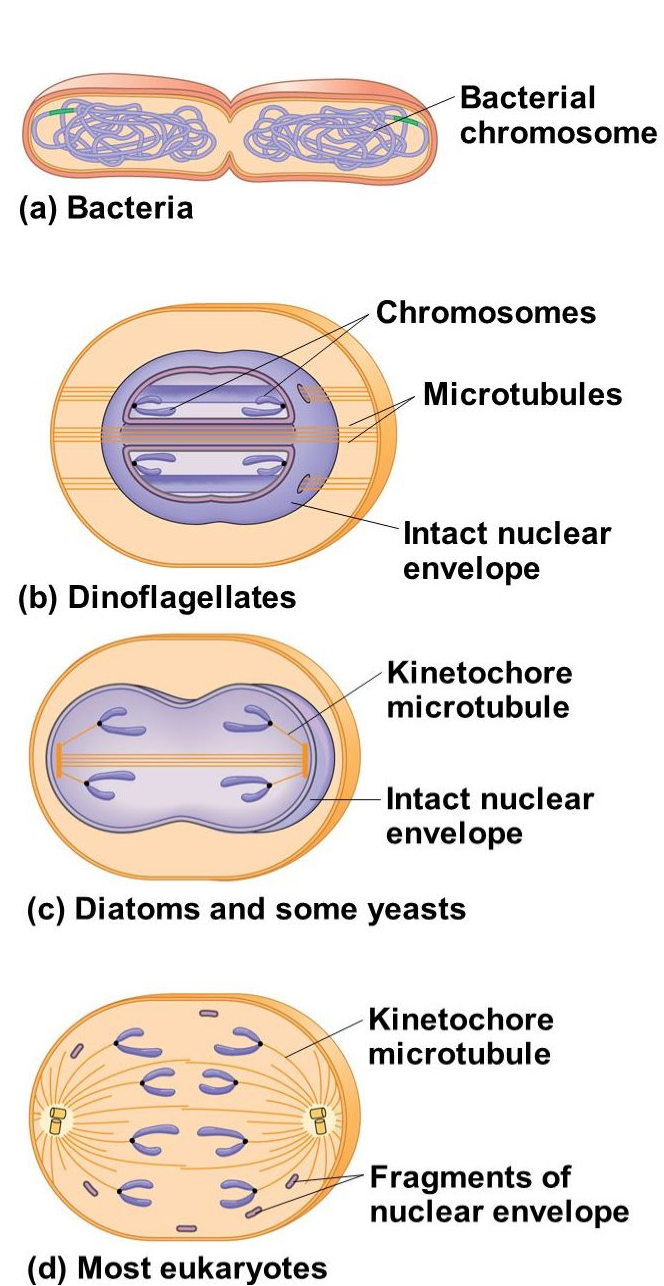 Bacterial
chromosome
(a) Bacteria
Chromosomes
Microtubules
Intact nuclear
envelope
(b) Dinoflagellates
Kinetochore
microtubule
Intact nuclear
envelope
(c) Diatoms and some yeasts
Kinetochore
microtubule
Fragments of
nuclear envelope
(d) Most eukaryotes